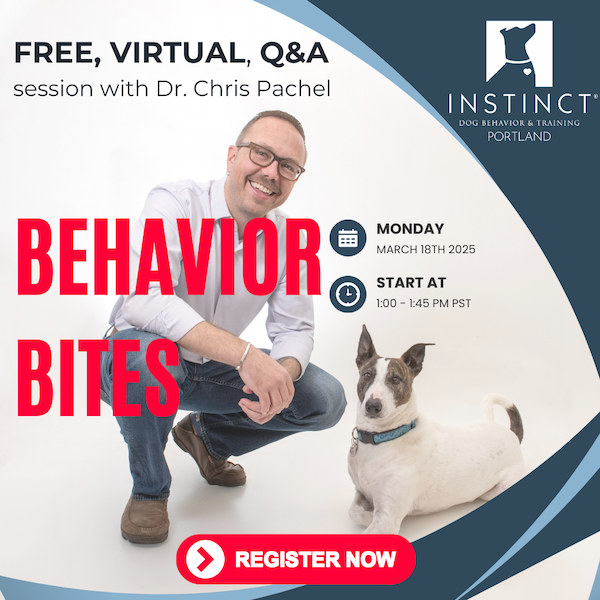 FREE, VIRTUAL, Q&A
session with Dr. Chris Pachel
INSTINCT®
DOG BEHAVIOR & TRAINING
PORTLAND
BEHAVIOR
BITES
MONDAY
MARCH 18TH 2025
START AT
1:00 - 1:45 PM PST
REGISTER NOW